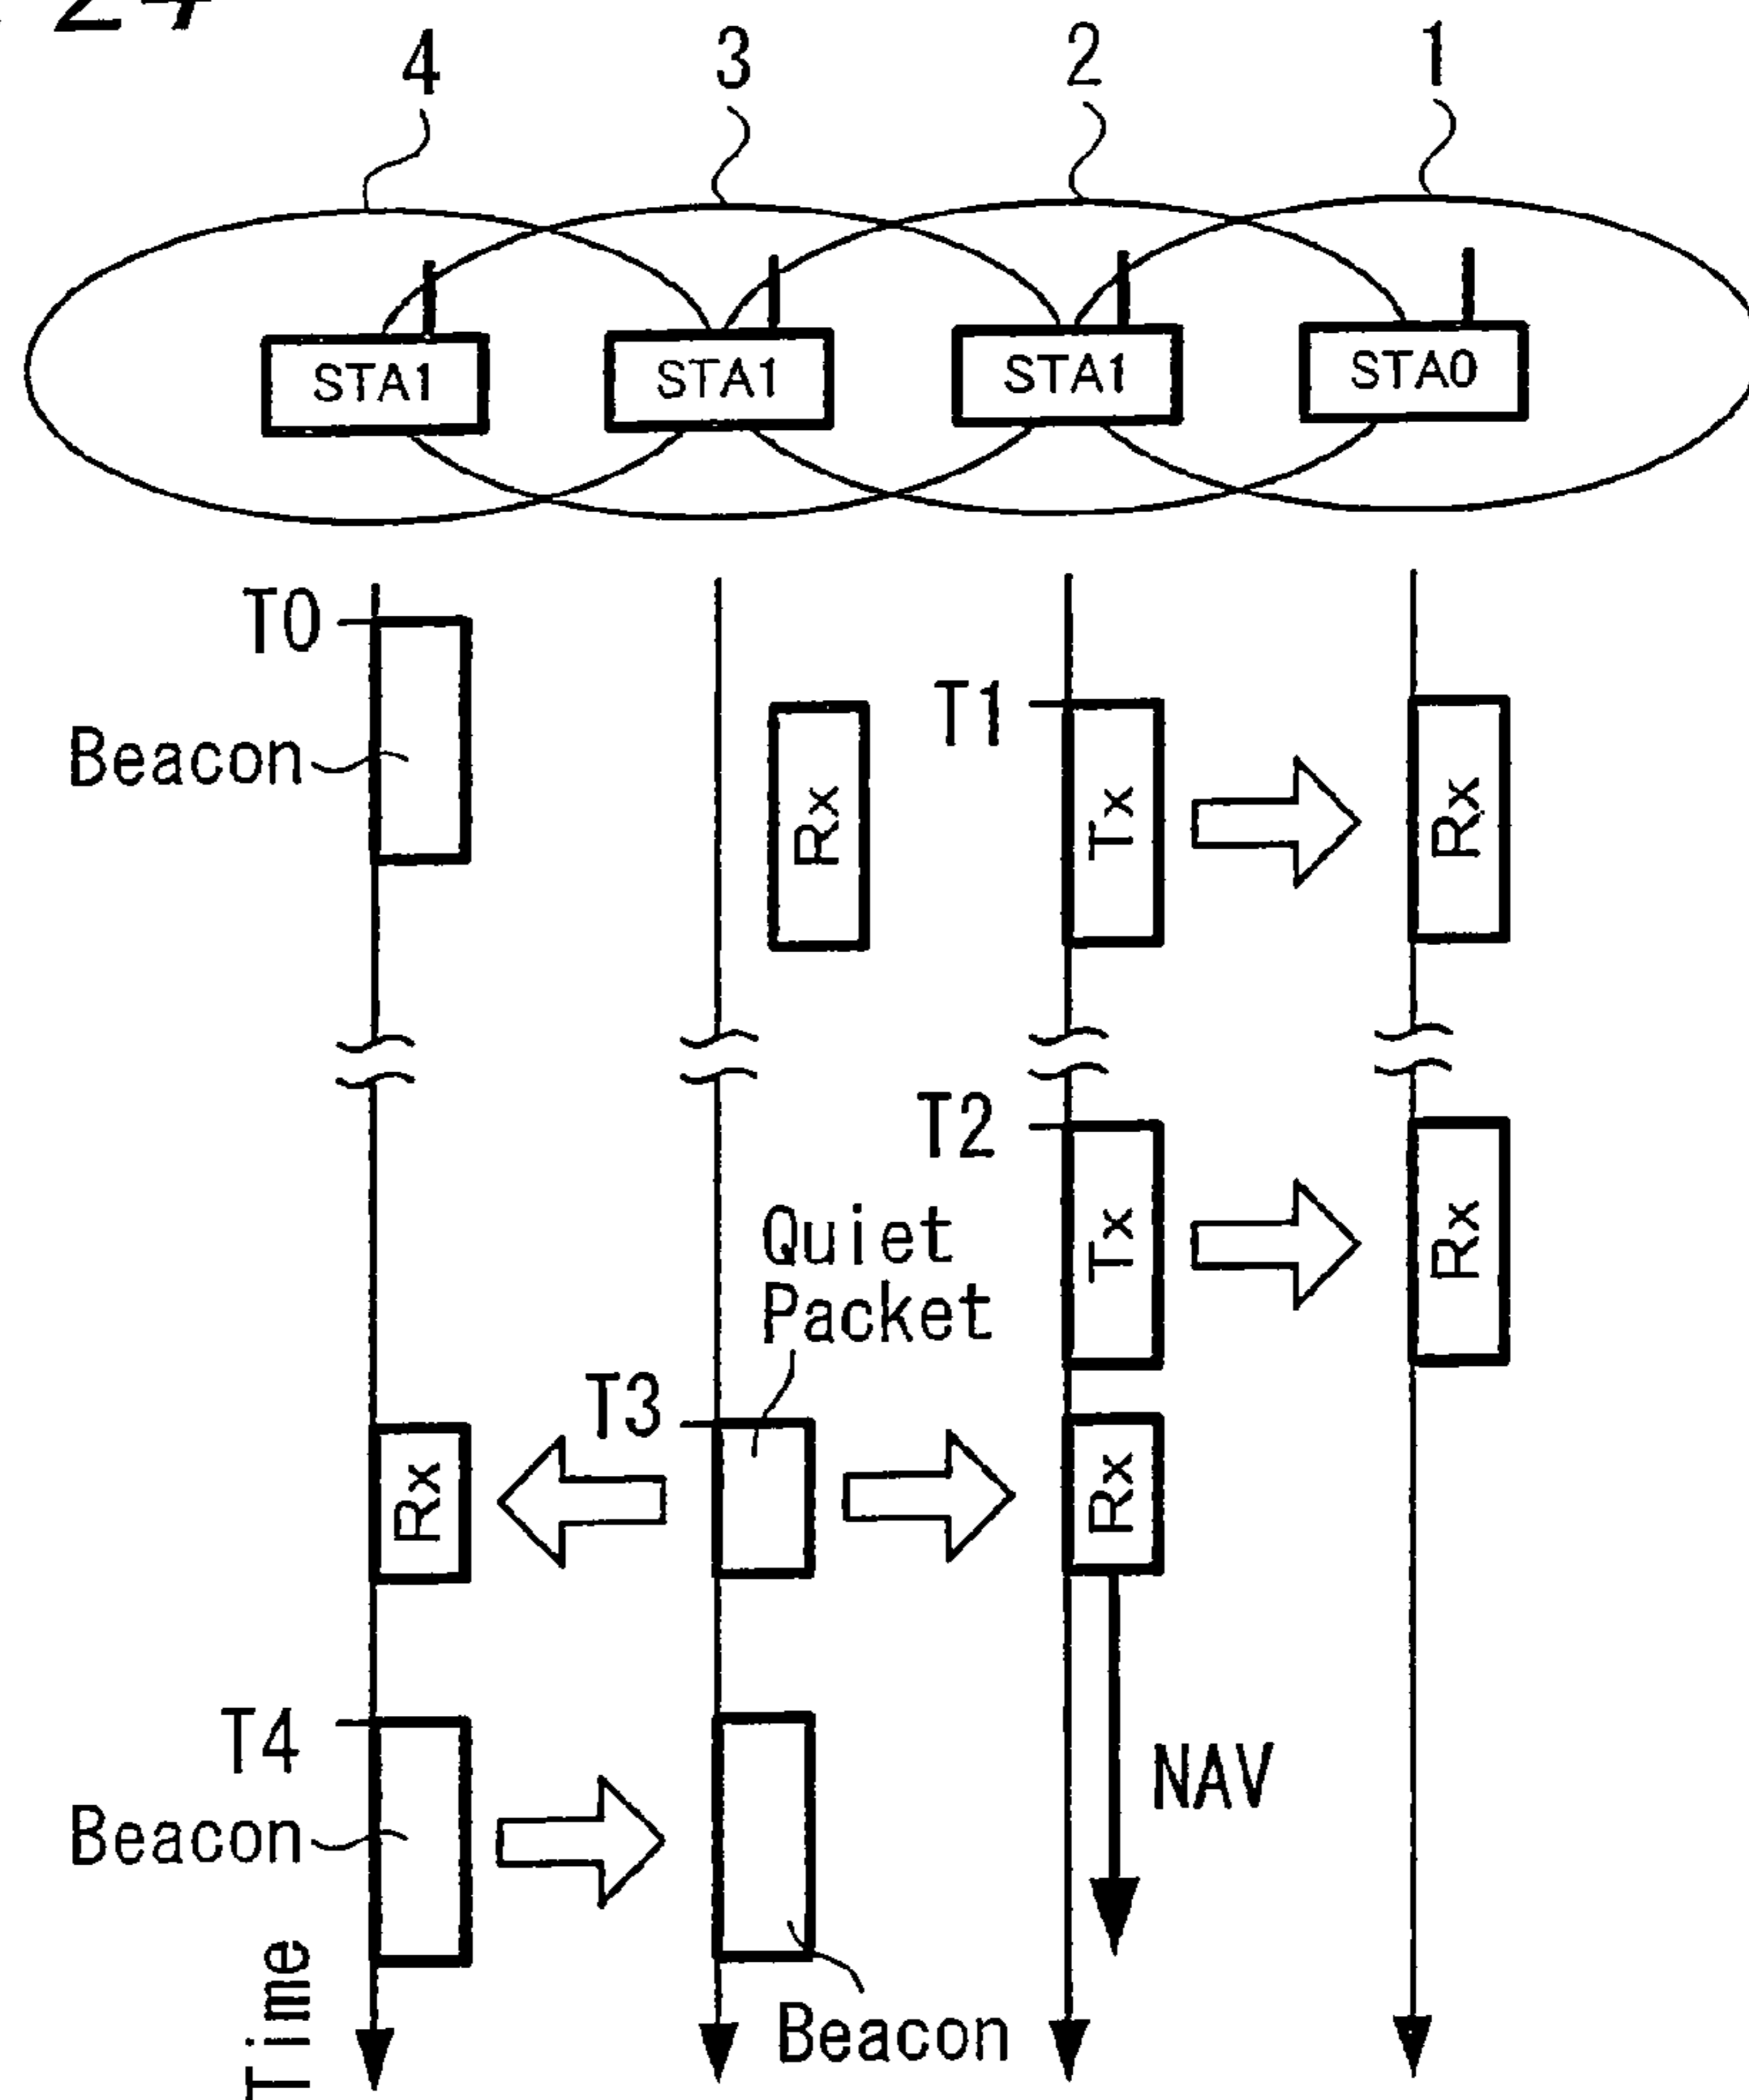 24
4 3 2 1
STA1 STA1 STA1 STA0
T0
T1
Beacon
Rx Tx Rx
T2
Quiet
Packet
Tx Rx
T3
Rx Rx
T4
NAV
Beacon
Beacon
Time